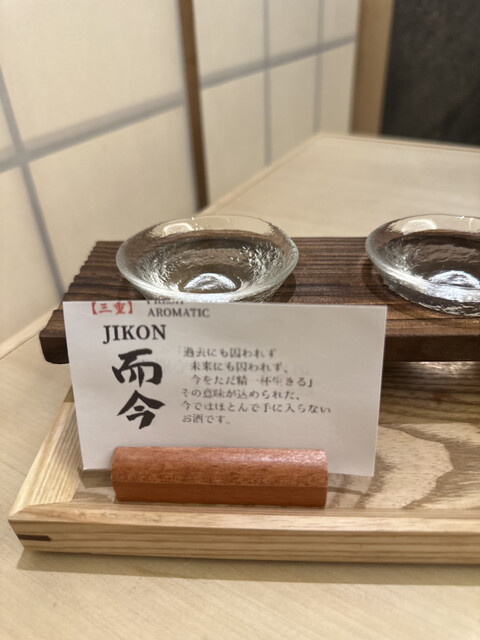 【三重】 FRESH
AROMATIC
JIKON
而今
「過去にも囚われず
未来にも囚われず、
今をただ精一杯生きる」
その意味が込められた、
今ではほとんで手に入らない
お酒です。